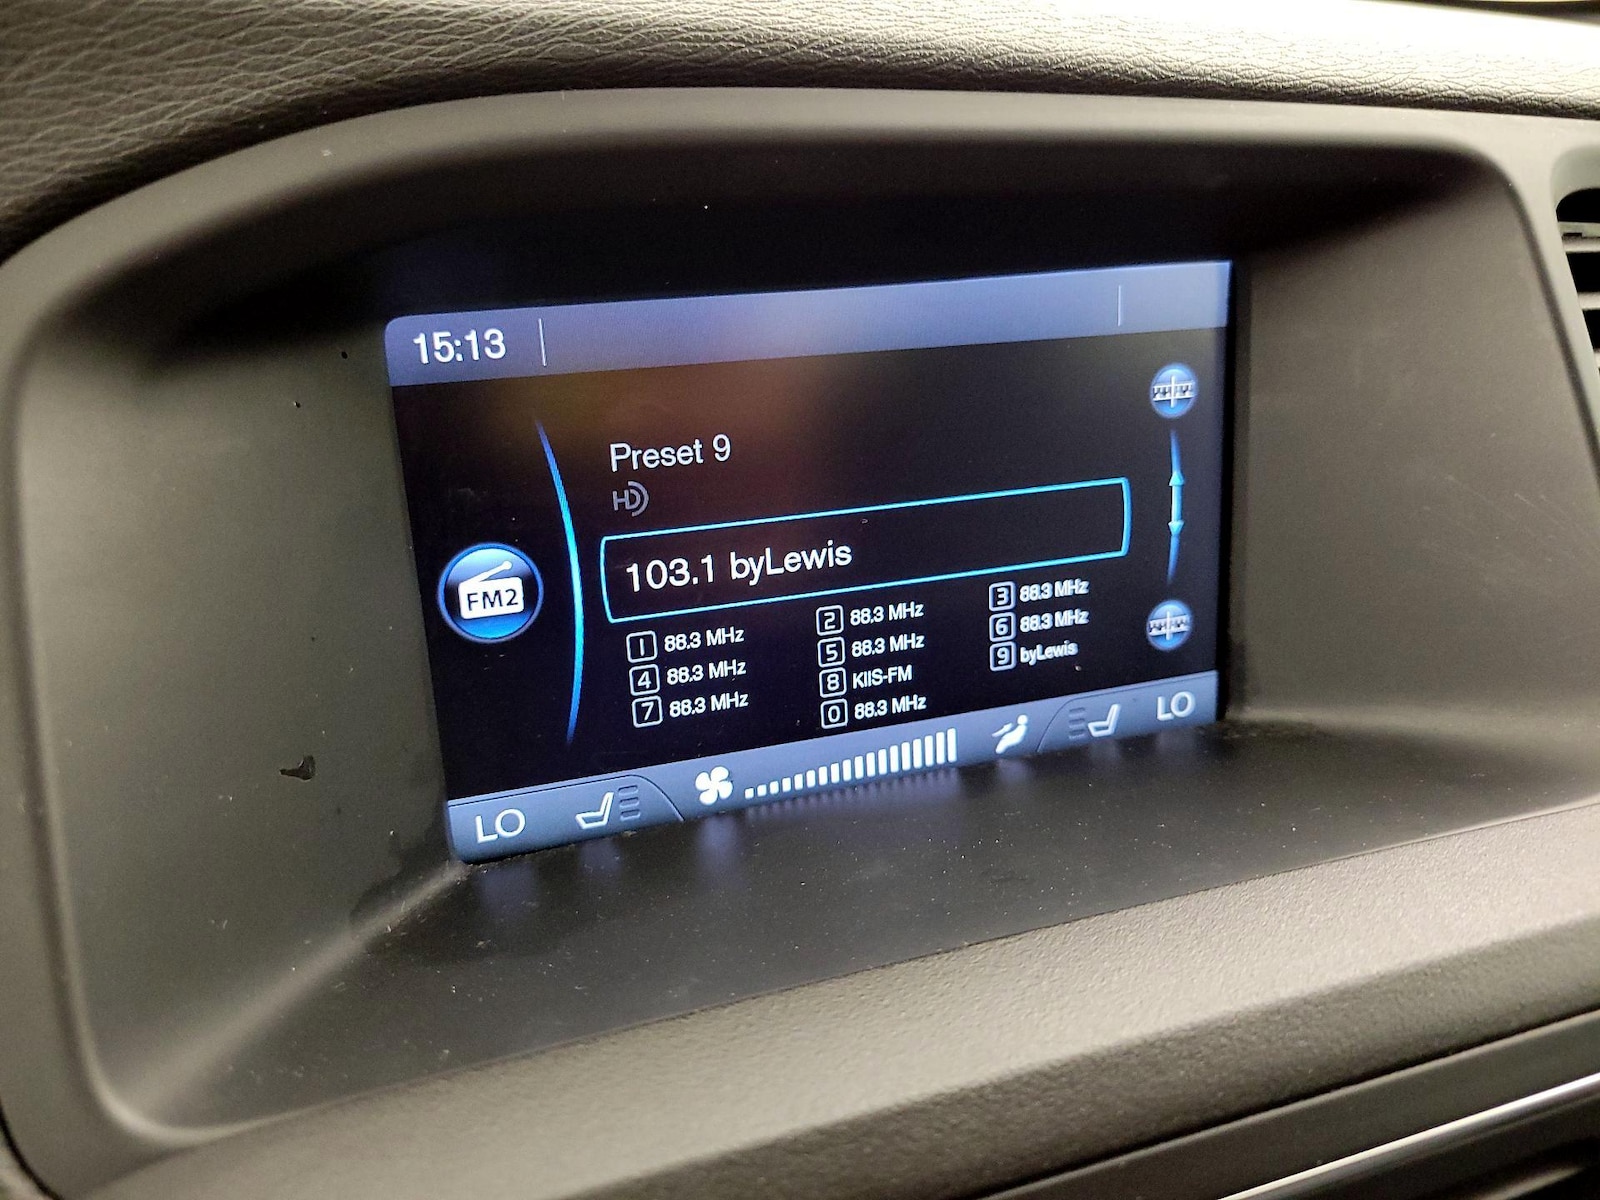 15:13
Preset 9
HD
103.1 byLewis
FM2
1 88.3 MHz 2 88.3 MHz 3 88.3 MHz
4 88.3 MHz 5 88.3 MHz 6 88.3 MHz
7 88.3 MHz 8 KIIS-FM 9 byLewis
0 88.3 MHz
LO LO